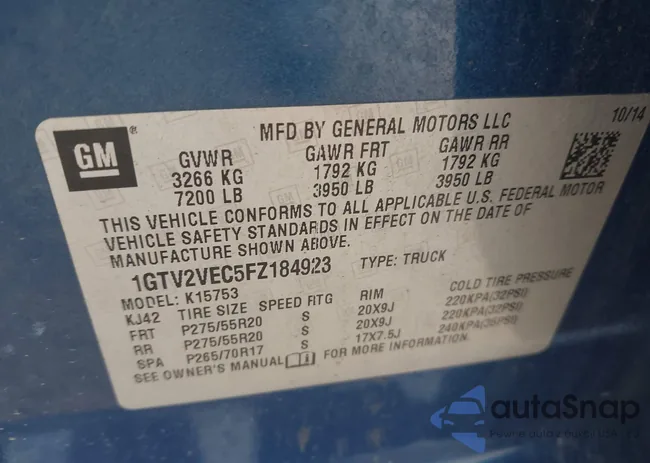 GM
MFD BY GENERAL MOTORS LLC
10/14
GVWR GAWR FRT GAWR RR
3266 KG 1792 KG 1792 KG
7200 LB 3950 LB 3950 LB
THIS VEHICLE CONFORMS TO ALL APPLICABLE U.S. FEDERAL MOTOR
VEHICLE SAFETY STANDARDS IN EFFECT ON THE DATE OF
MANUFACTURE SHOWN ABOVE.
1GTV2VEC5FZ184923 TYPE: TRUCK
MODEL: K15753
KJ42 TIRE SIZE SPEED RTG RIM COLD TIRE PRESSURE
FRT P275/55R20 S 20X9J 220KPA(32PSI)
RR P275/55R20 S 20X9J 220KPA(32PSI)
SPA P265/70R17 S 17X7.5J 240KPA(35PSI)
SEE OWNER'S MANUAL FOR MORE INFORMATION.
autaSnap